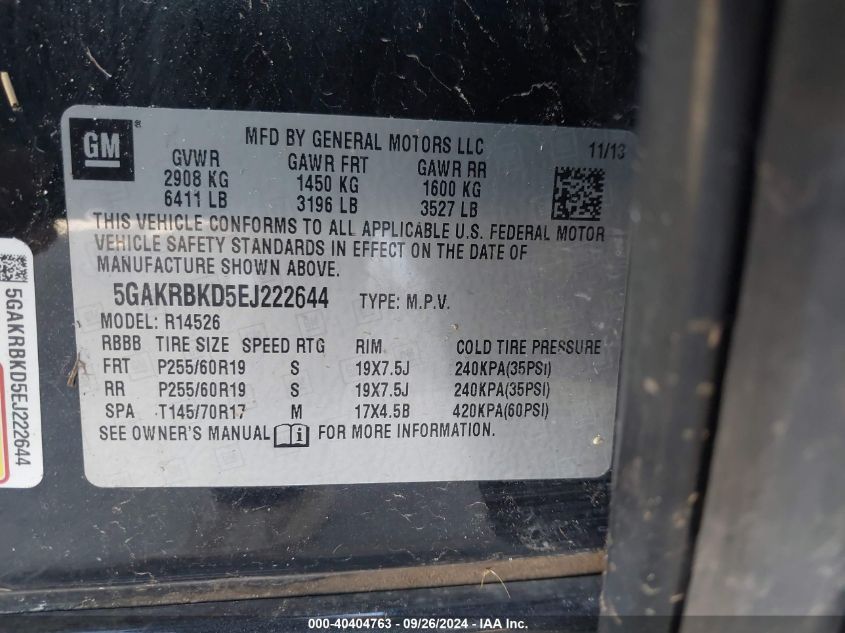 GM®
MFD BY GENERAL MOTORS LLC
11/13
GVWR GAWR FRT GAWR RR
2908 KG 1450 KG 1600 KG
6411 LB 3196 LB 3527 LB
THIS VEHICLE CONFORMS TO ALL APPLICABLE U.S. FEDERAL MOTOR
VEHICLE SAFETY STANDARDS IN EFFECT ON THE DATE OF
MANUFACTURE SHOWN ABOVE.
5GAKRBKD5EJ222644 TYPE: M.P.V.
MODEL: R14526
RBBB TIRE SIZE SPEED RTG RIM COLD TIRE PRESSURE
FRT P255/60R19 S 19X7.5J 240KPA(35PSI)
RR P255/60R19 S 19X7.5J 240KPA(35PSI)
SPA T145/70R17 M 17X4.5B 420KPA(60PSI)
SEE OWNER'S MANUAL FOR MORE INFORMATION.
5GAKRBKD5EJ222644
000-40404763 - 09/26/2024 - IAA Inc.